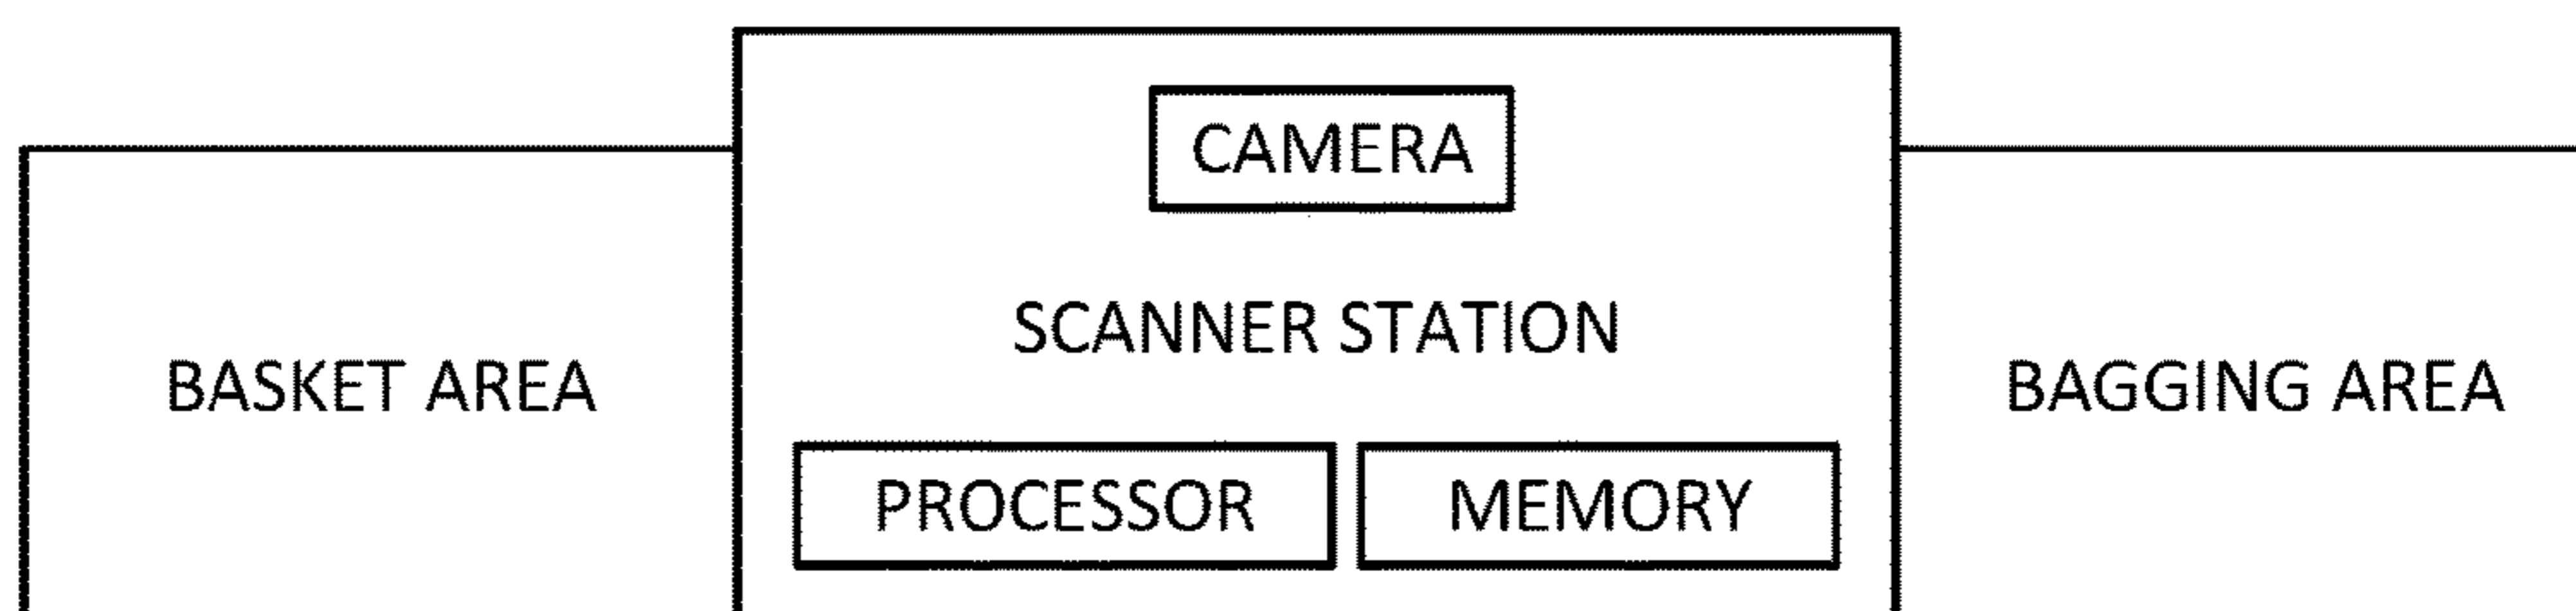 CAMERA
SCANNER STATION
BASKET AREA
BAGGING AREA
PROCESSOR
MEMORY